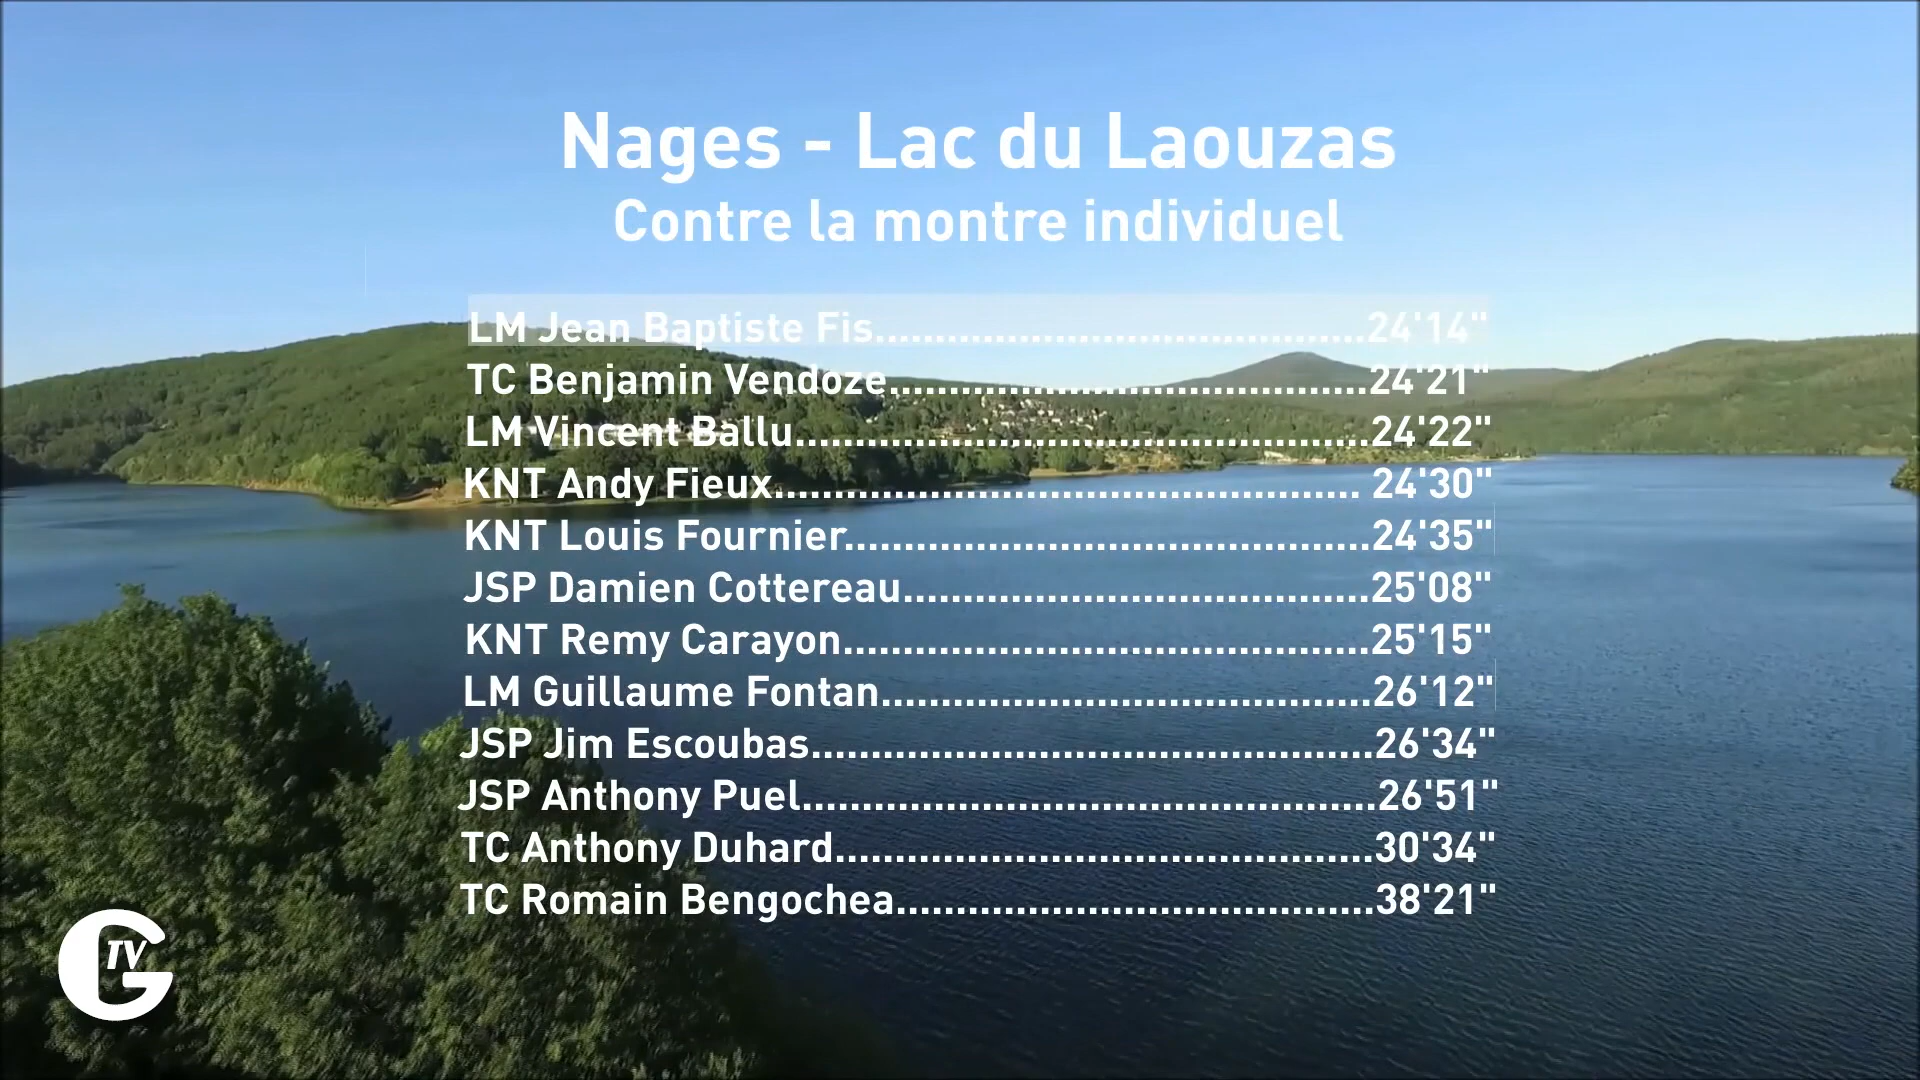 Nages - Lac du Laouzas
Contre la montre individuel
LM Jean Baptiste Fis.........................................24'14"
TC Benjamin Vendoze........................................24'21"
LM Vincent Ballu................................................24'22"
KNT Andy Fieux................................................. 24'30"
KNT Louis Fournier............................................24'35"
JSP Damien Cottereau.......................................25'08"
KNT Remy Carayon............................................25'15"
LM Guillaume Fontan.........................................26'12"
JSP Jim Escoubas...............................................26'34"
JSP Anthony Puel................................................26'51"
TC Anthony Duhard.............................................30'34"
TC Romain Bengochea........................................38'21"
G TV